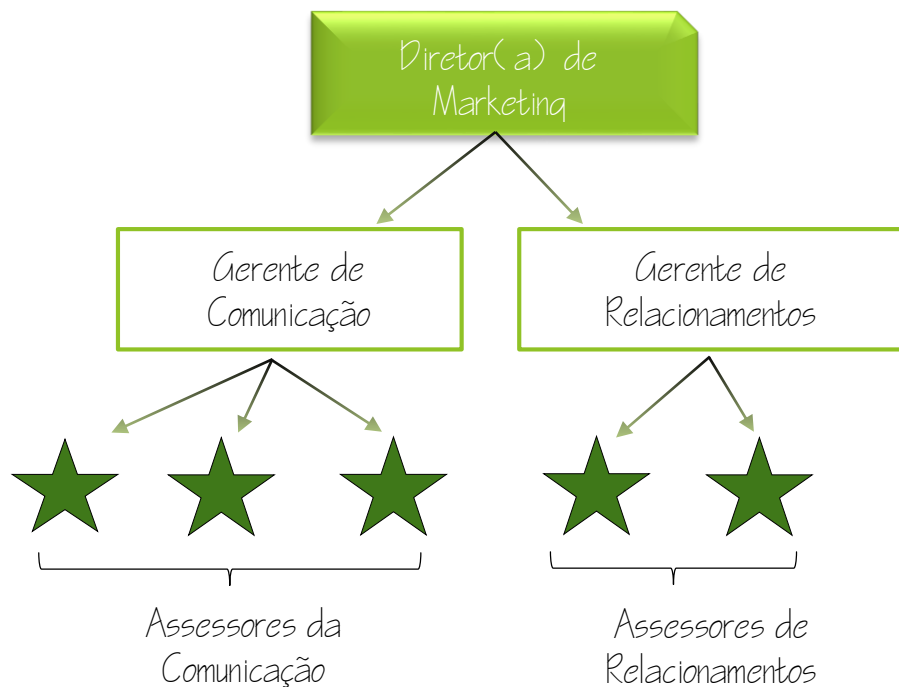 Diretor(a) de
Marketing
Gerente de
Comunicação
Gerente de
Relacionamentos
Assessores da
Comunicação
Assessores de
Relacionamentos